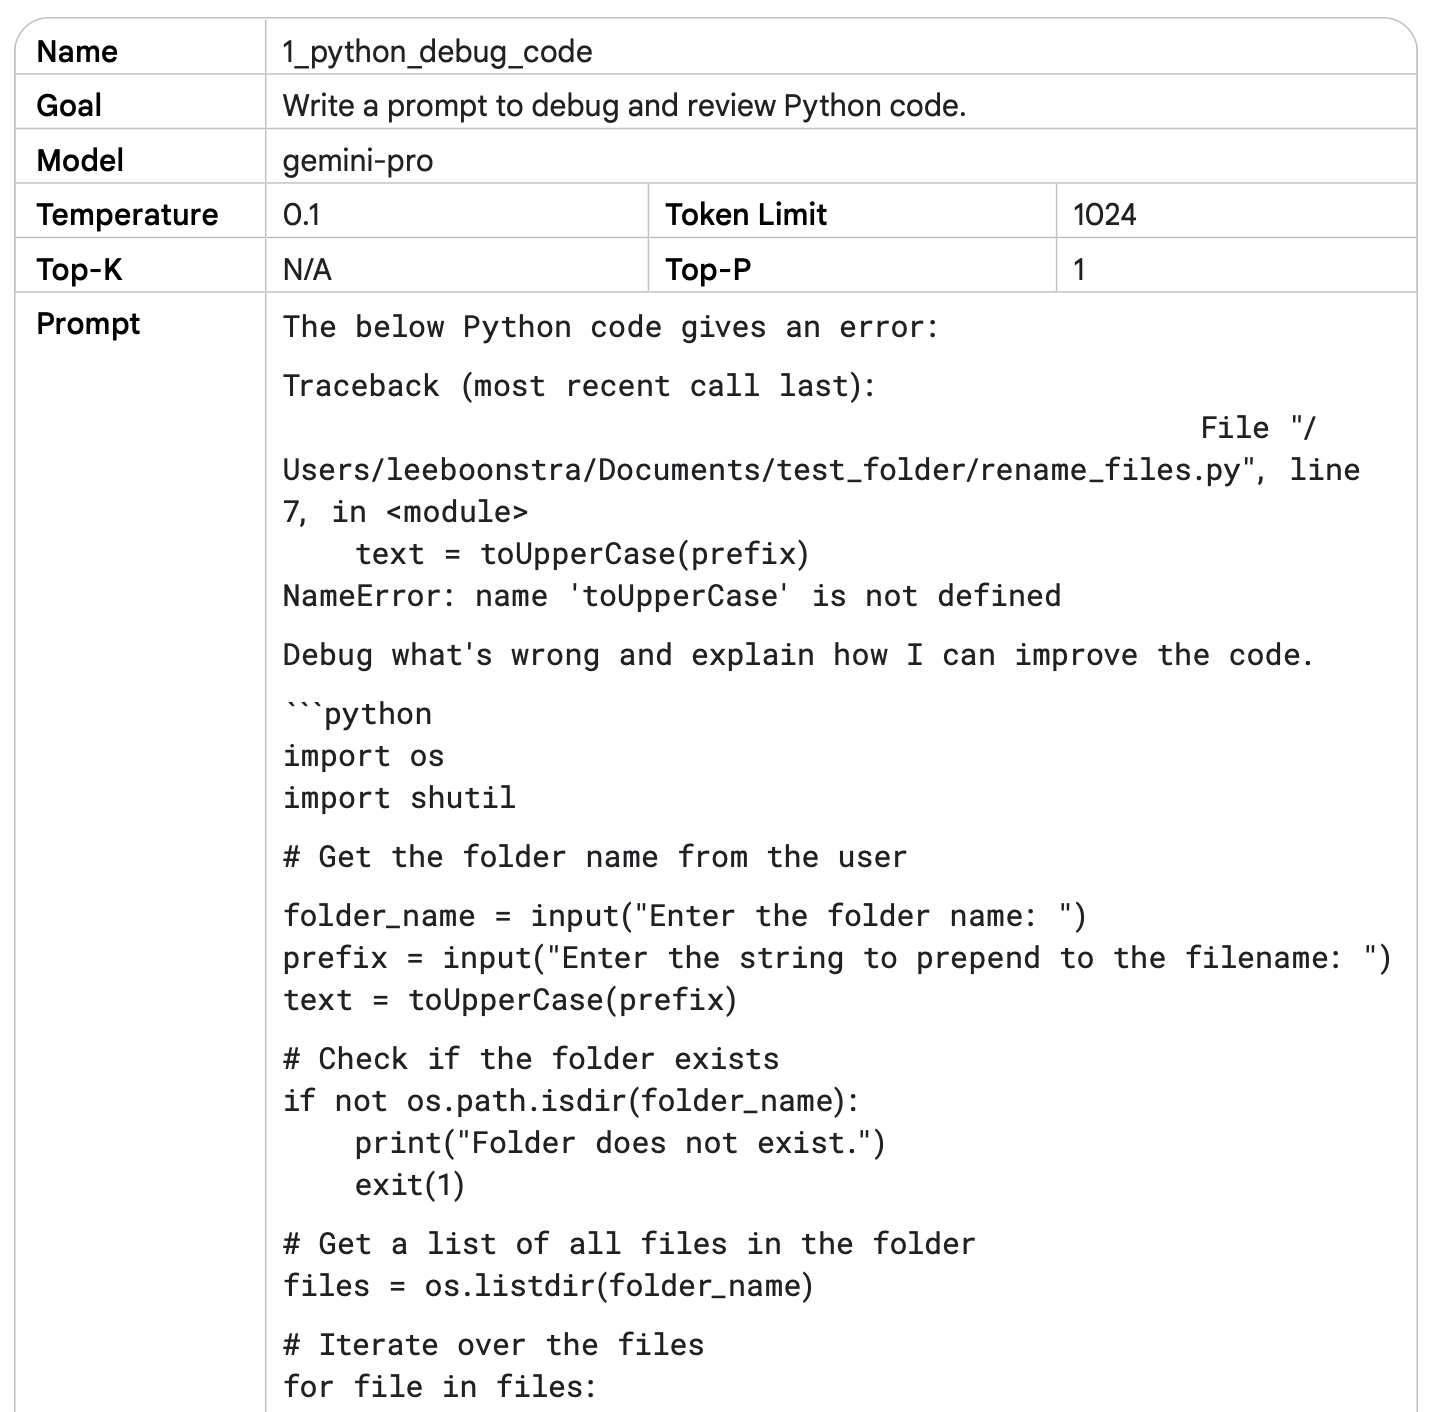 Name 1_python_debug_code
Goal Write a prompt to debug and review Python code.
Model gemini-pro
Temperature 0.1 Token Limit 1024
Top-K N/A Top-P 1
Prompt The below Python code gives an error:
Traceback (most recent call last):
File "/
Users/leeboonstra/Documents/test_folder/rename_files.py", line
7, in <module>
    text = toUpperCase(prefix)
NameError: name 'toUpperCase' is not defined
Debug what's wrong and explain how I can improve the code.
```python
import os
import shutil
# Get the folder name from the user
folder_name = input("Enter the folder name: ")
prefix = input("Enter the string to prepend to the filename: ")
text = toUpperCase(prefix)
# Check if the folder exists
if not os.path.isdir(folder_name):
    print("Folder does not exist.")
    exit(1)
# Get a list of all files in the folder
files = os.listdir(folder_name)
# Iterate over the files
for file in files: